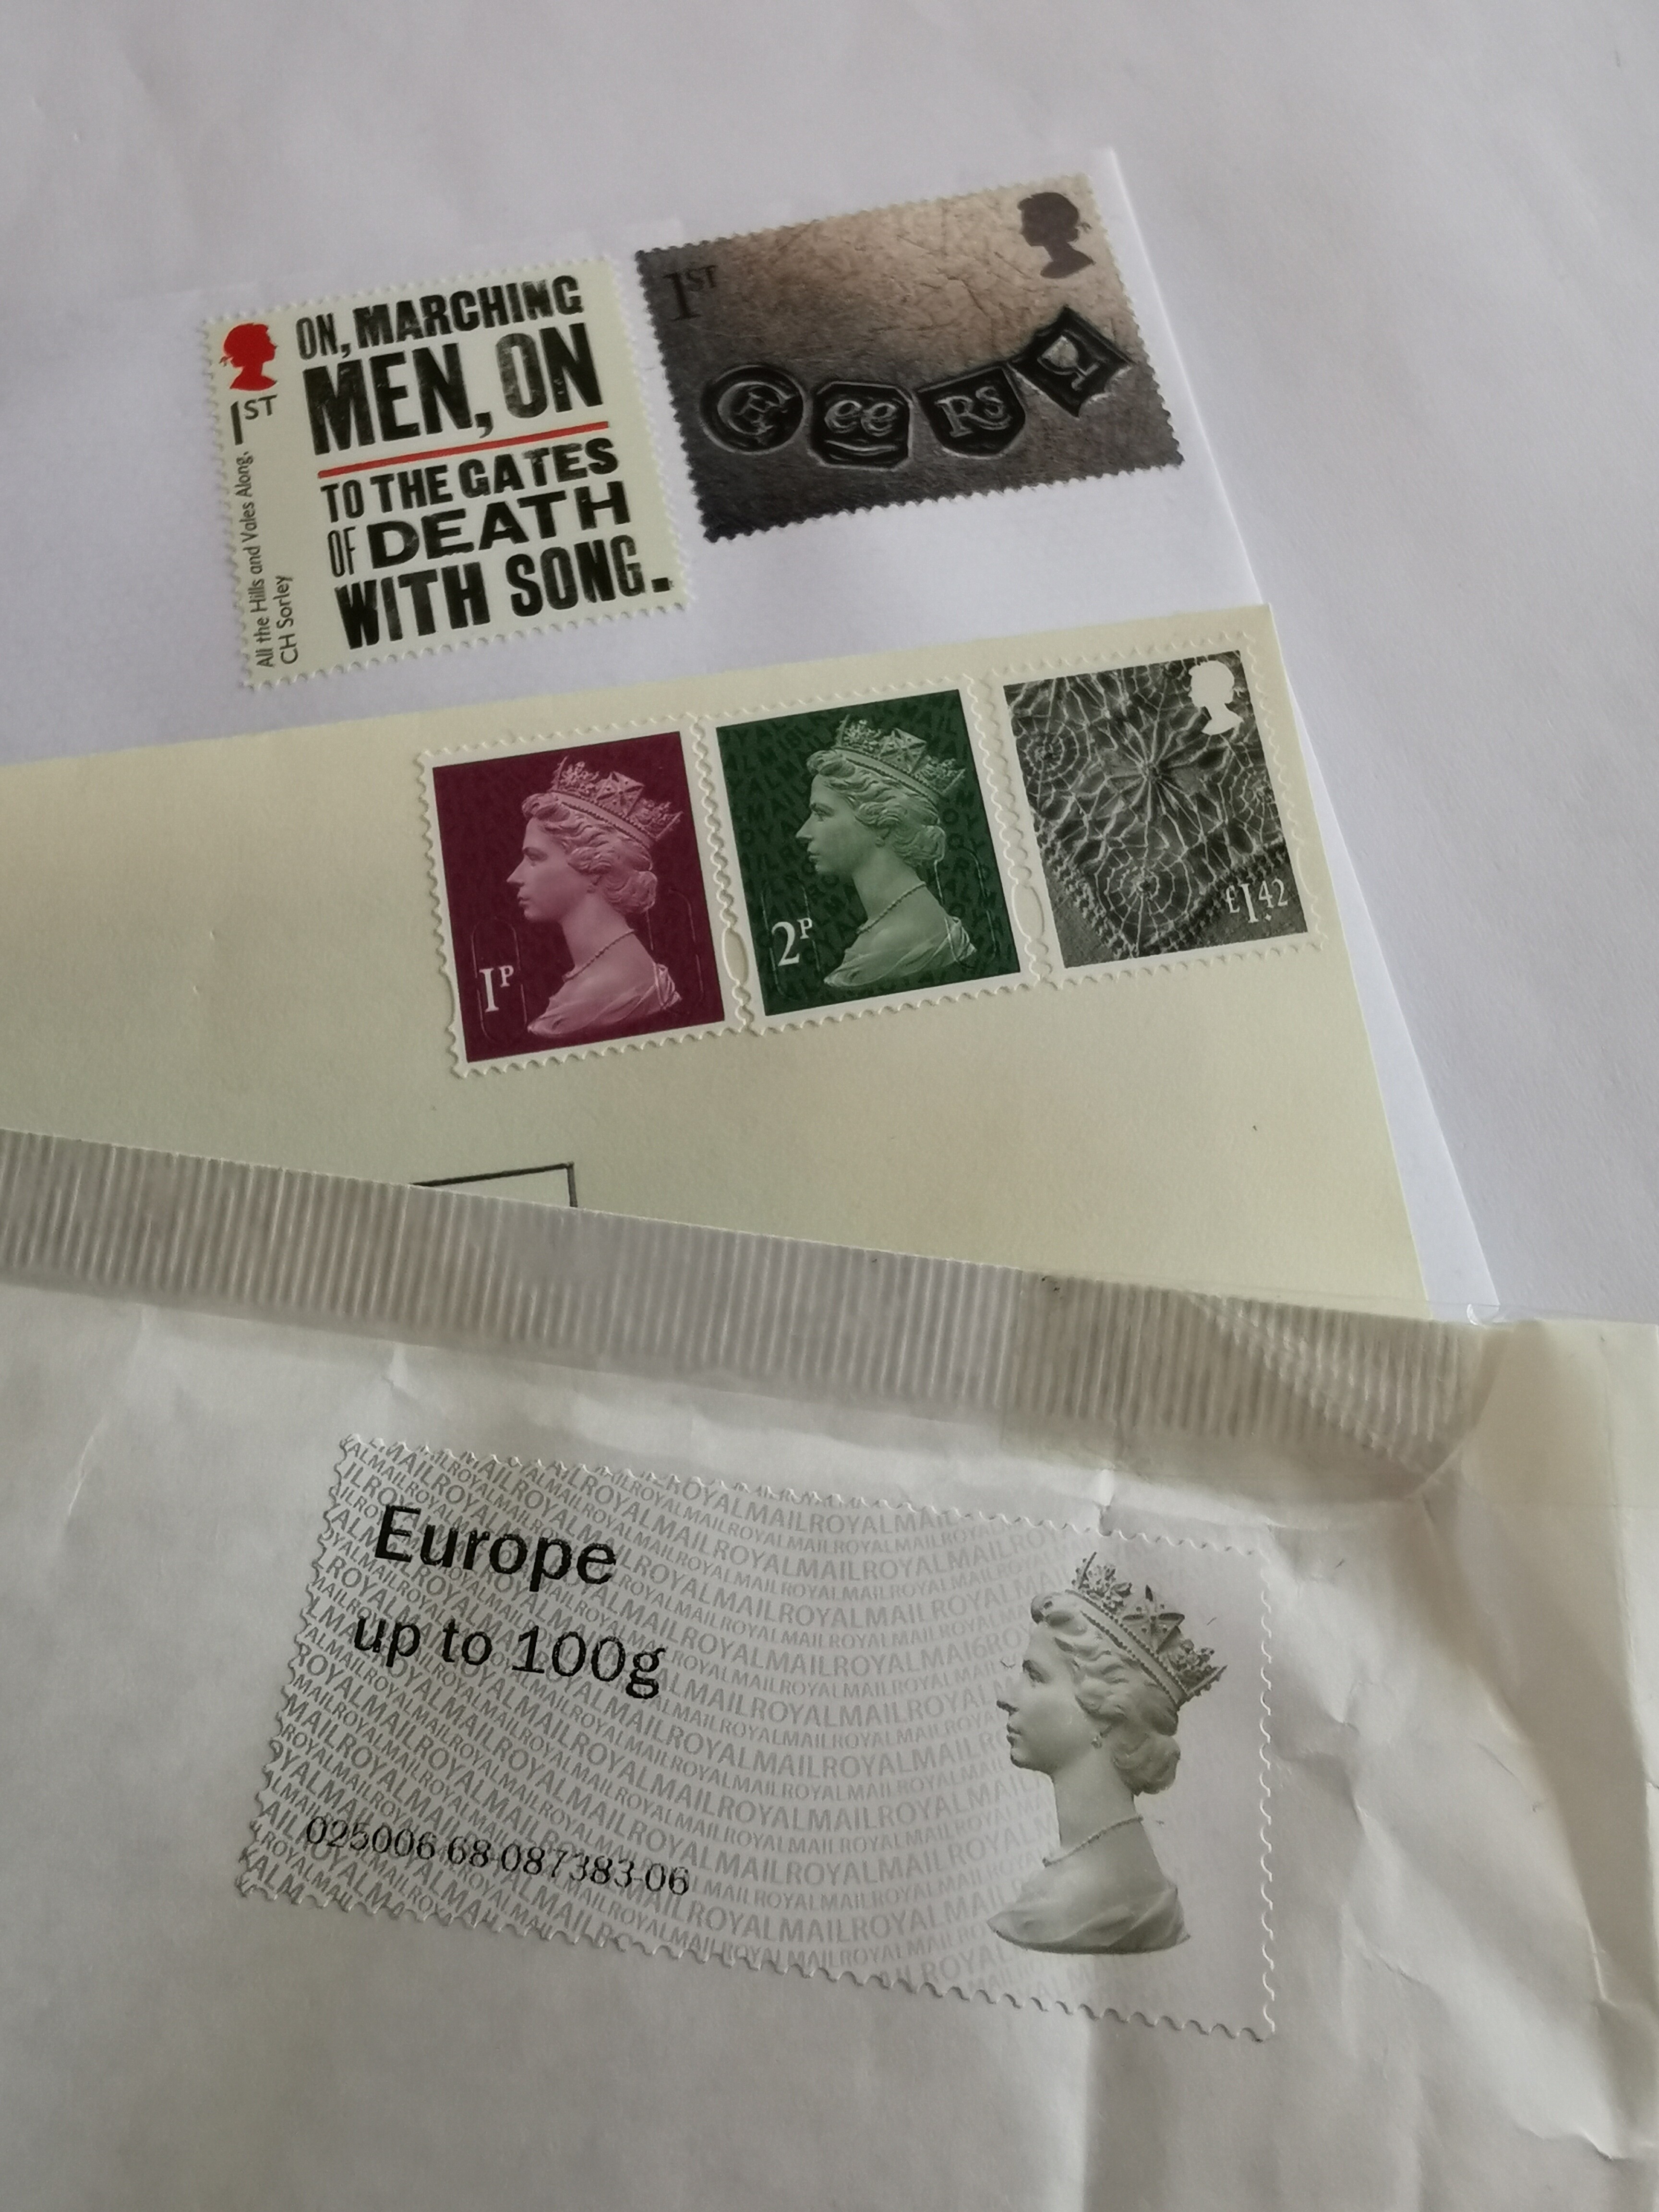 ON, MARCHING
MEN, ON
TO THE GATES
OF DEATH
WITH SONG.
1ST
All the Hills and Vales Along,
CH Sorley
1ST
CHeeRS
1P
2P
£1.42
Europe
up to 100g
025006 68-087383-06
ROYALMAILROYALMAILROYALMAIL